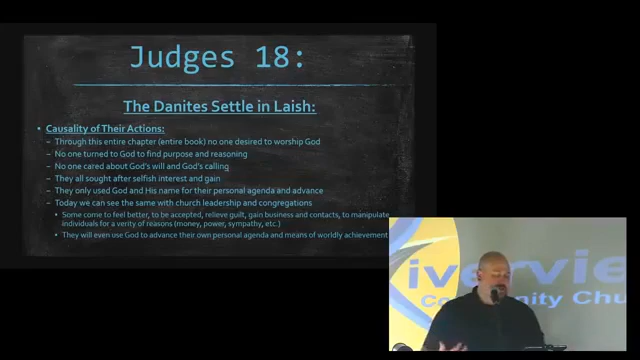 Judges 18:
The Danites Settle in Laish:
Causality of Their Actions:
– Through this entire chapter (entire book) no one desired to worship God
– No one turned to God to find purpose and reasoning
– No one cared about God's will and God's calling
– They all sought after selfish interest and gain
– They only used God and His name for their personal agenda and advance
– Today we can see the same with church leadership and congregations
Some come to feel better, to be accepted, relieve guilt, gain business and contacts, to manipulate
individuals for a verity of reasons (money, power, sympathy, etc.)
They will even use God to advance their own personal agenda and means of worldly achievement
iverview
Community Chu